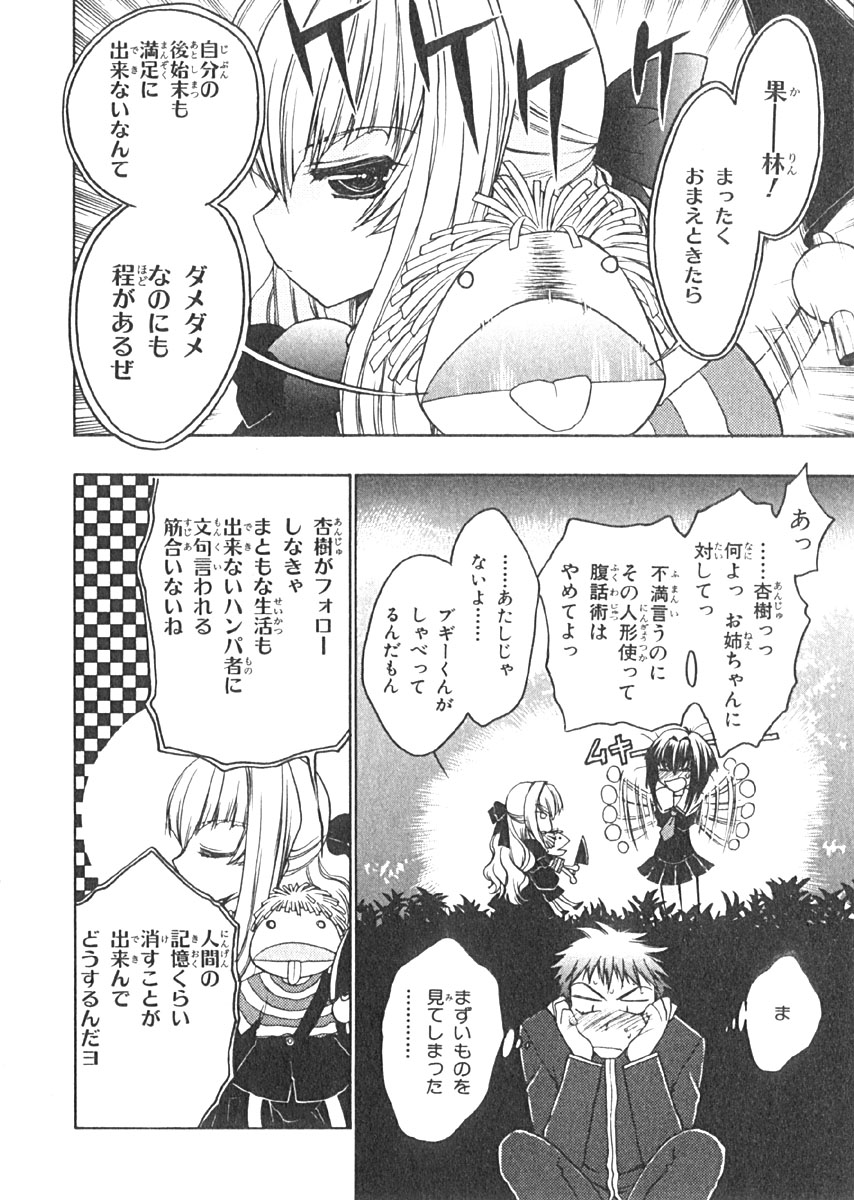 果──林！
まったく
おまえときたら
ケケケケケ
自分の
後始末も
満足に
出来ないなんて
ダメダメ
なのにも
程があるぜ
あっ
……杏樹っっ
何よっ お姉ちゃんに
対してっ
不満言うのに
その人形使って
腹話術は
やめてよっ
ムキー
……あたしじゃ
ないよ……
ブギーくんが
しゃべって
るんだもん
ま
まずいものを
見てしまった
…………
杏樹がフォロー
しなきゃ
まともな生活も
出来ないハンパ者に
文句言われる
筋合いないね
人間の
記憶くらい
消すことが
出来んで
どうするんだヨ